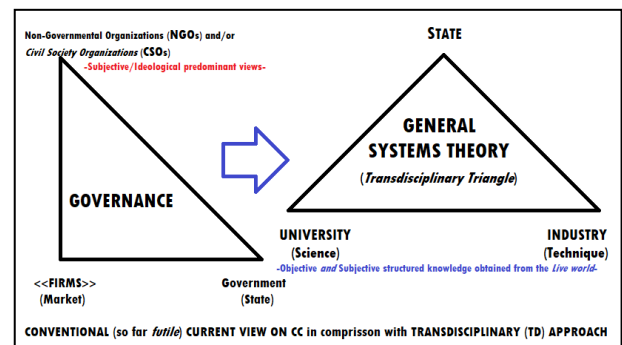 Non-Governmental Organizations (NGOs) and/or
Civil Society Organizations (CSOs)
-Subjective/Ideological predominant views-
GOVERNANCE
<<FIRMS>>
(Market)
Government
(State)
STATE
GENERAL
SYSTEMS THEORY
(Transdisciplinary Triangle)
UNIVERSITY
(Science)
INDUSTRY
(Technique)
-Objective and Subjective structured knowledge obtained from the Live world-
CONVENTIONAL (so far futile) CURRENT VIEW ON CC in comprisson with TRANSDISCIPLINARY (TD) APPROACH